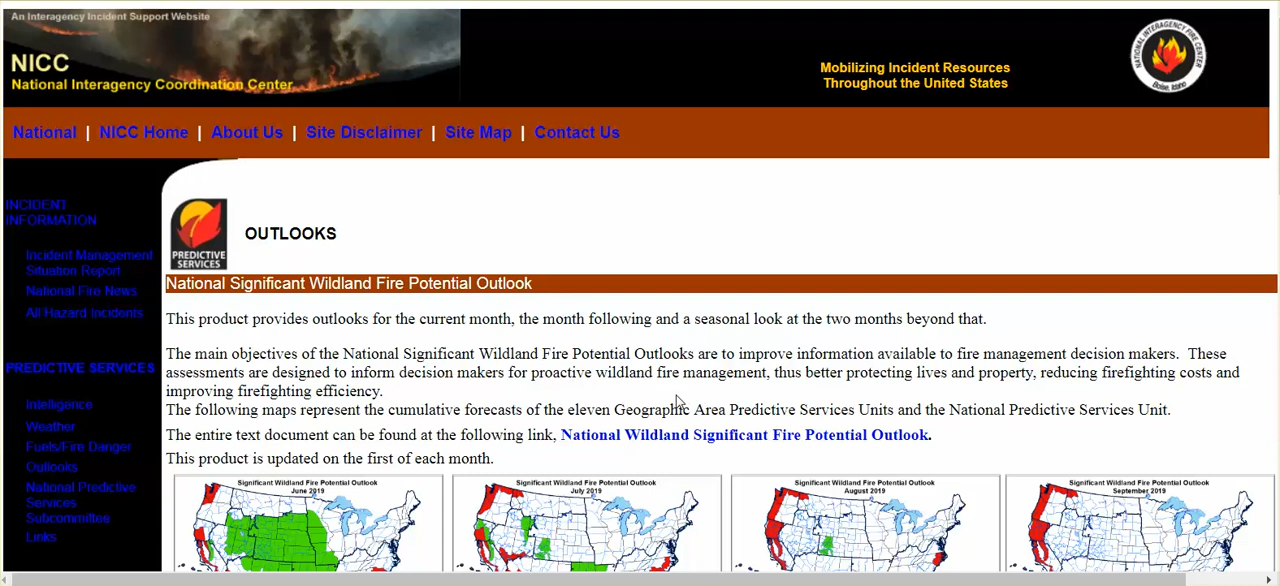 An Interagency Incident Support Website
NICC
National Interagency Coordination Center
Mobilizing Incident Resources
Throughout the United States
NATIONAL INTERAGENCY FIRE CENTER
Boise, Idaho
National | NICC Home | About Us | Site Disclaimer | Site Map | Contact Us
INCIDENT
INFORMATION
Incident Management
Situation Report
National Fire News
All Hazard Incidents
PREDICTIVE SERVICES
Intelligence
Weather
Fuels/Fire Danger
Outlooks
National Predictive
Services
Subcommittee
Links
PREDICTIVE
SERVICES
OUTLOOKS
National Significant Wildland Fire Potential Outlook
This product provides outlooks for the current month, the month following and a seasonal look at the two months beyond that.
The main objectives of the National Significant Wildland Fire Potential Outlooks are to improve information available to fire management decision makers. These
assessments are designed to inform decision makers for proactive wildland fire management, thus better protecting lives and property, reducing firefighting costs and
improving firefighting efficiency.
The following maps represent the cumulative forecasts of the eleven Geographic Area Predictive Services Units and the National Predictive Services Unit.
The entire text document can be found at the following link, National Wildland Significant Fire Potential Outlook.
This product is updated on the first of each month.
Significant Wildland Fire Potential Outlook
June 2019
Significant Wildland Fire Potential Outlook
July 2019
Significant Wildland Fire Potential Outlook
August 2019
Significant Wildland Fire Potential Outlook
September 2019